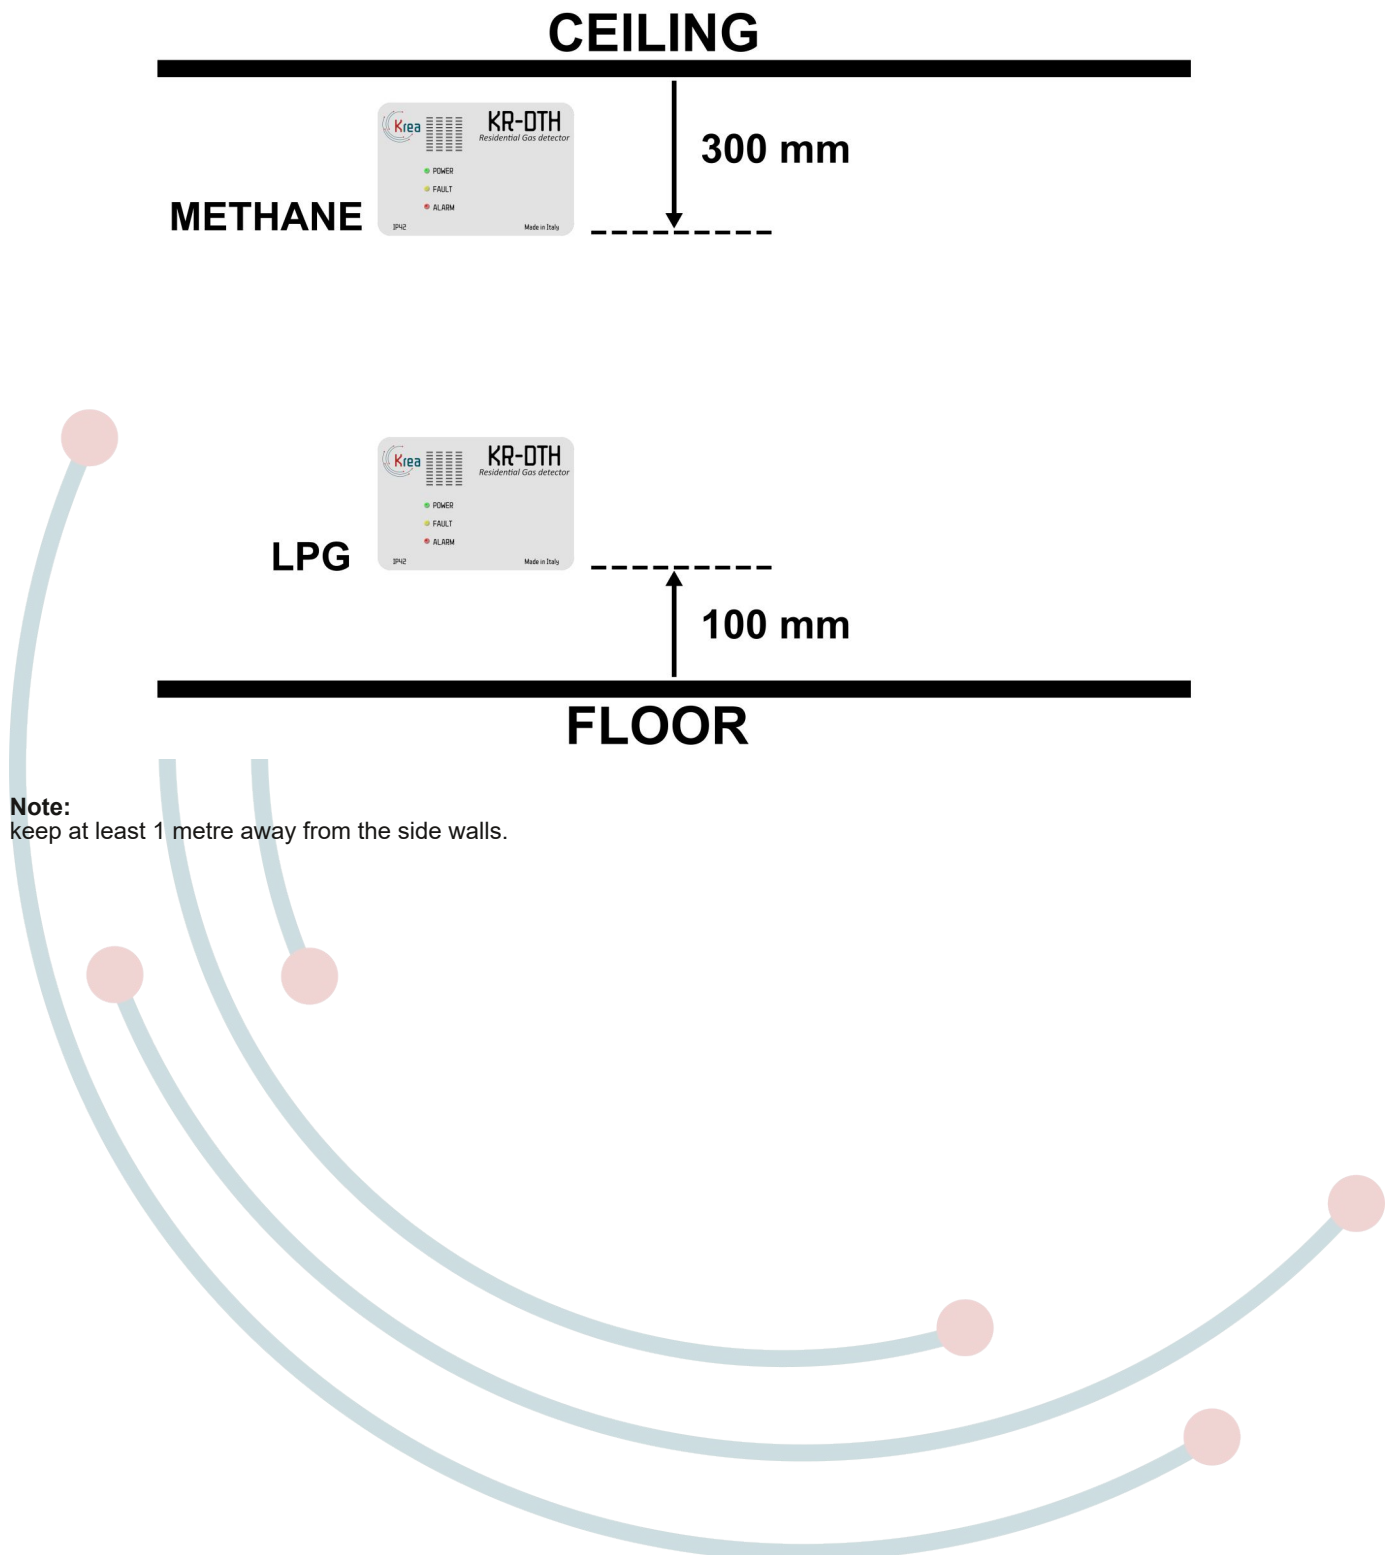 CEILING
Krea
KR-DTH
Residential Gas detector
300 mm
POWER
FAULT
METHANE
ALARM
IP42
Made in Italy
Krea
KR-DTH
Residential Gas detector
POWER
FAULT
LPG
ALARM
IP42
Made in Italy
100 mm
FLOOR
Note:
keep at least 1 metre away from the side walls.